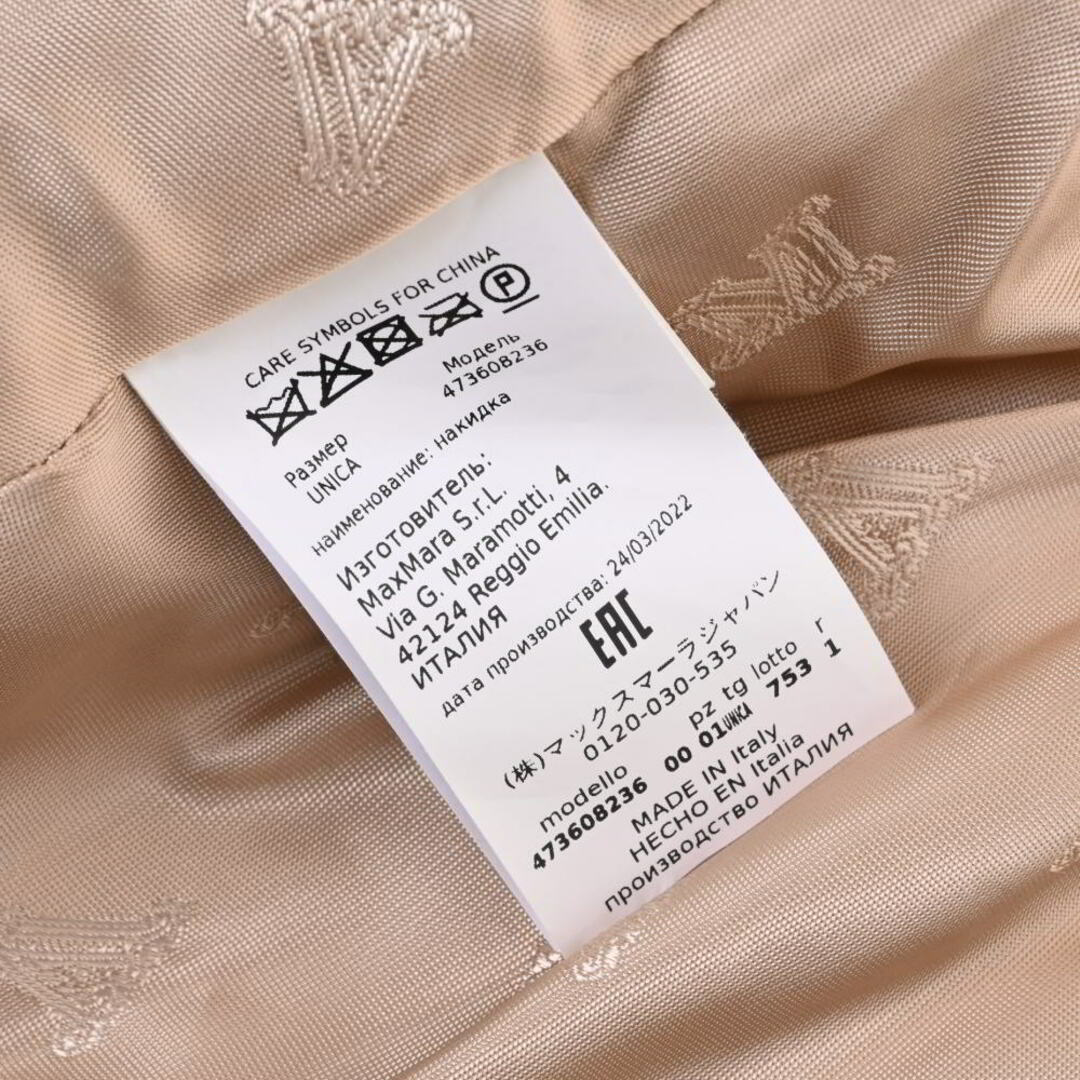 CARE SYMBOLS FOR CHINA
P
Модель
473608236
Размер
UNICA
наименование: накидка
Изготовитель:
MaxMara S.r.L.
Via G. Maramotti, 4
42124 Reggio Emilia.
ИТАЛИЯ
дата производства: 24/03/2022
EAC
(株)マックスマーラジャパン
0120-030-535
modello pz tg lotto r
473608236 00 01UNKA 753 1
MADE IN Italy
HECHO EN Italia
производство ИТАЛИЯ